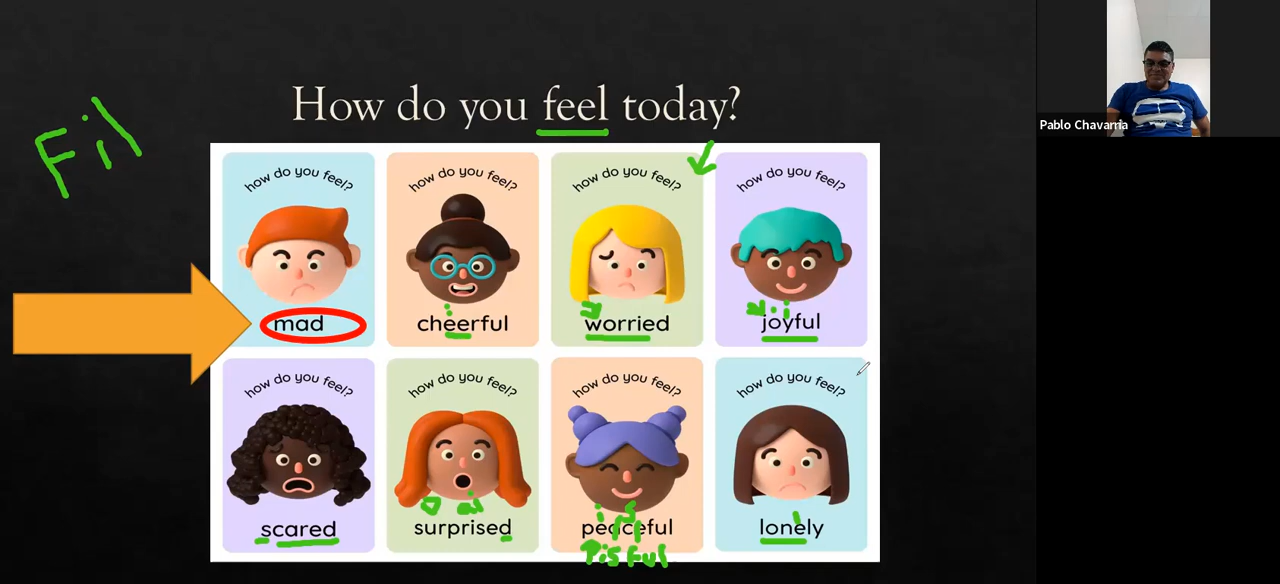 How do you feel today?
Pablo Chavarria
Fil
how do you feel?
how do you feel?
how do you feel?
how do you feel?
mad
cheerful
worried
joyful
how do you feel?
how do you feel?
how do you feel?
how do you feel?
scared
surprised
peaceful
lonely
Pisful